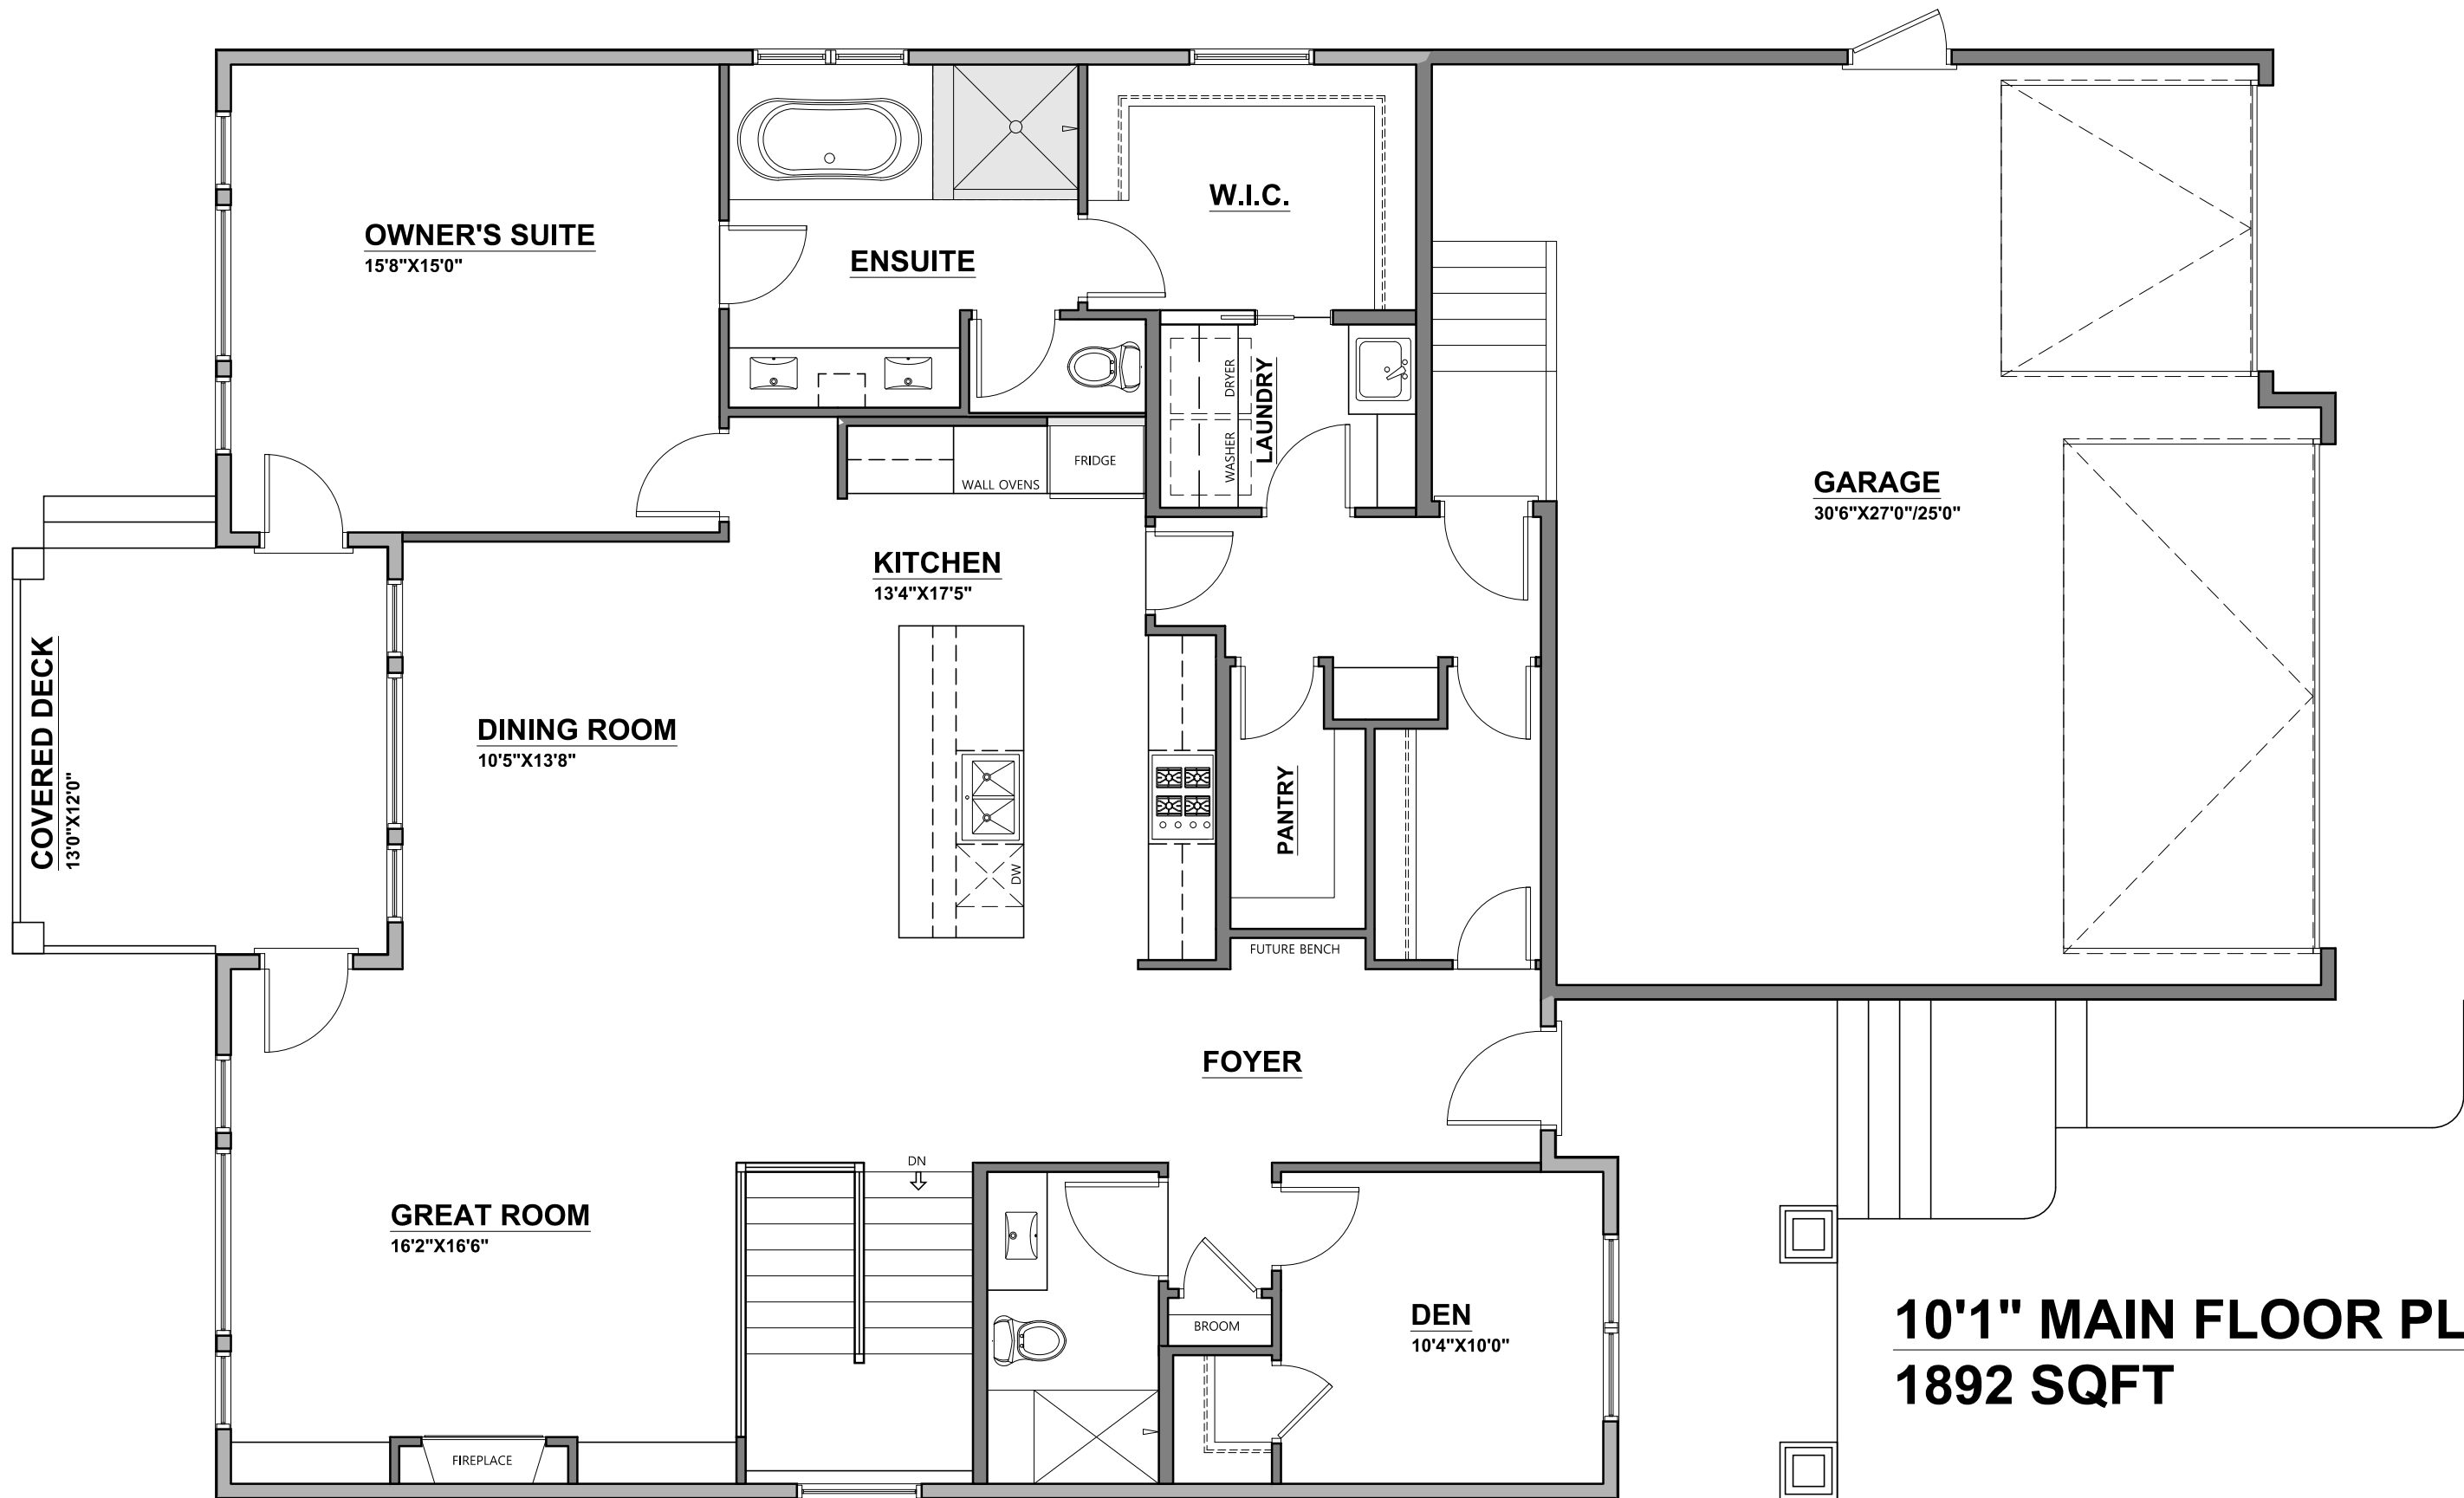 OWNER'S SUITE
15'8"X15'0"
ENSUITE
W.I.C.
DRYER
WASHER
LAUNDRY
WALL OVENS
FRIDGE
GARAGE
30'6"X27'0"/25'0"
KITCHEN
13'4"X17'5"
COVERED DECK
13'0"X12'0"
DINING ROOM
10'5"X13'8"
DW
PANTRY
FUTURE BENCH
FOYER
DN
GREAT ROOM
16'2"X16'6"
BROOM
DEN
10'4"X10'0"
FIREPLACE
10'1" MAIN FLOOR PL
1892 SQFT